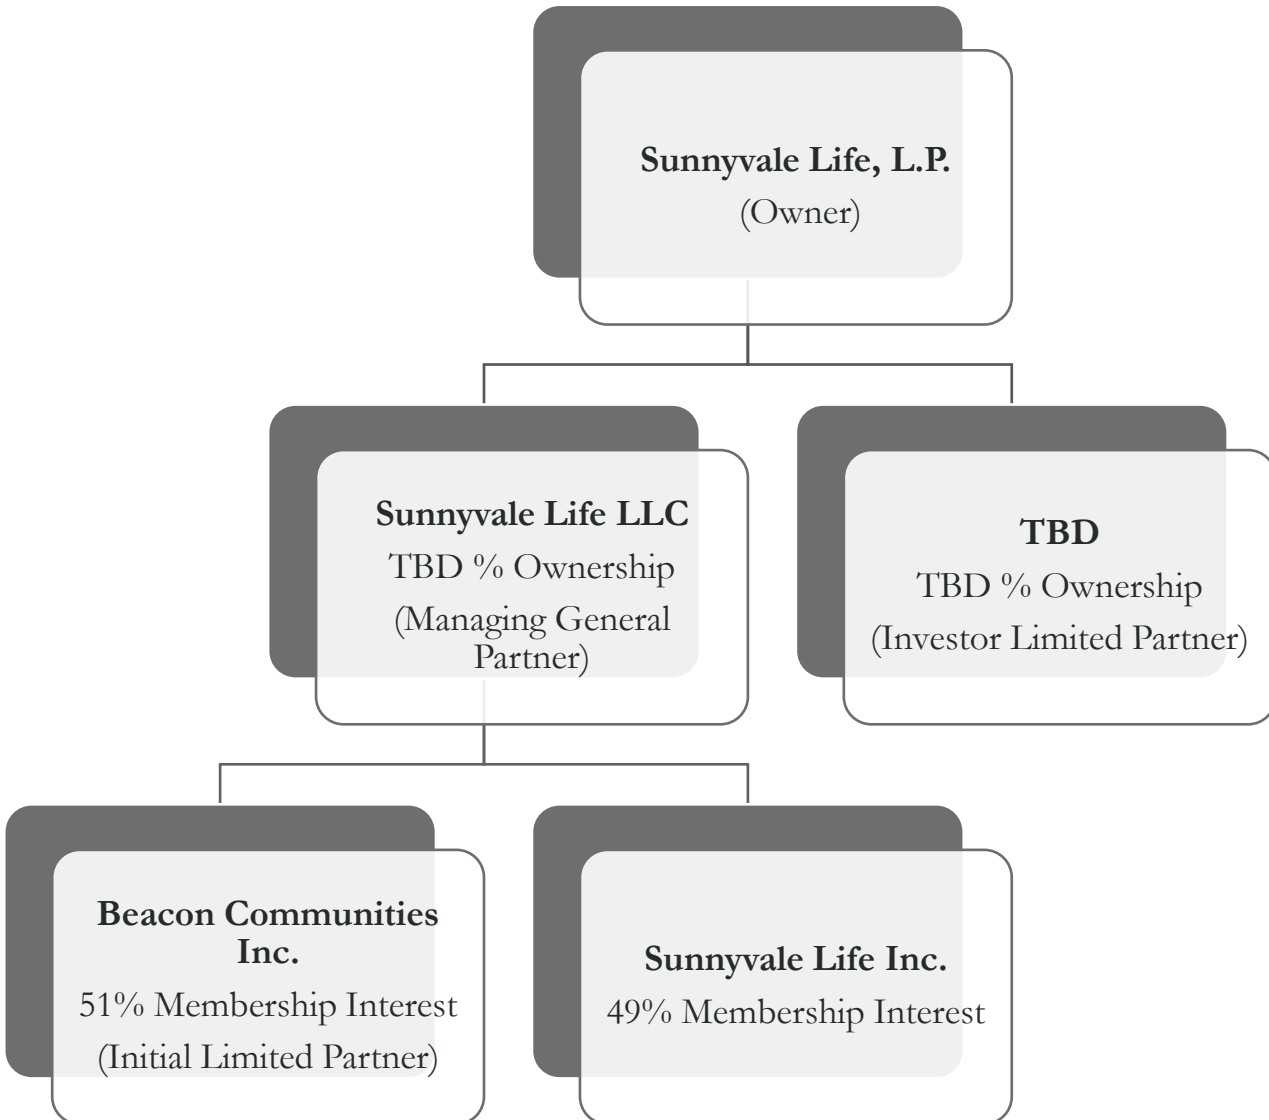 Sunnyvale Life, L.P.
(Owner)
Sunnyvale Life LLC
TBD % Ownership
(Managing General
Partner)
TBD
TBD % Ownership
(Investor Limited Partner)
Beacon Communities
Inc.
51% Membership Interest
(Initial Limited Partner)
Sunnyvale Life Inc.
49% Membership Interest